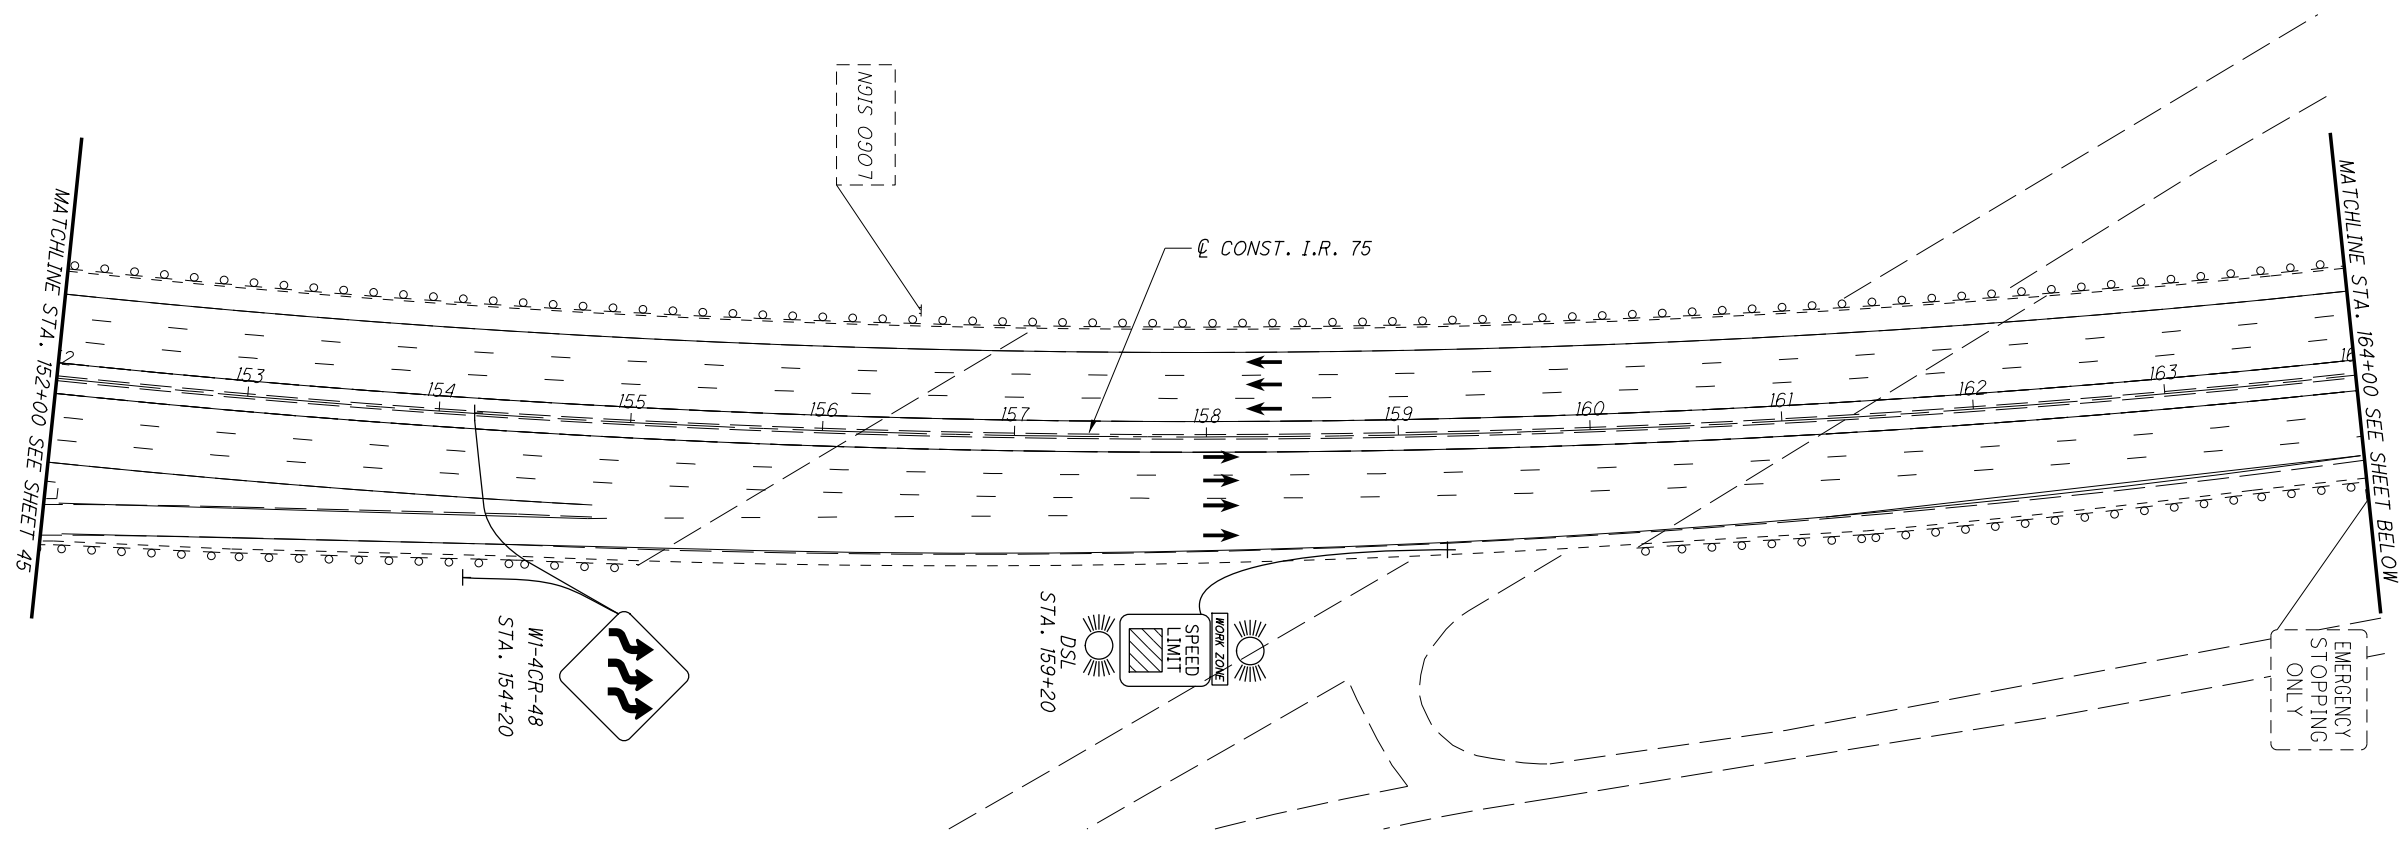 LOGO SIGN
℄ CONST. I.R. 75
MATCHLINE STA. 152+00 SEE SHEET 45
MATCHLINE STA. 164+00 SEE SHEET BELOW
2
153
154
155
156
157
158
159
160
161
162
163
16
W1-4CR-48
STA. 154+20
WORK ZONE
SPEED
LIMIT
DSL
STA. 159+20
EMERGENCY
STOPPING
ONLY